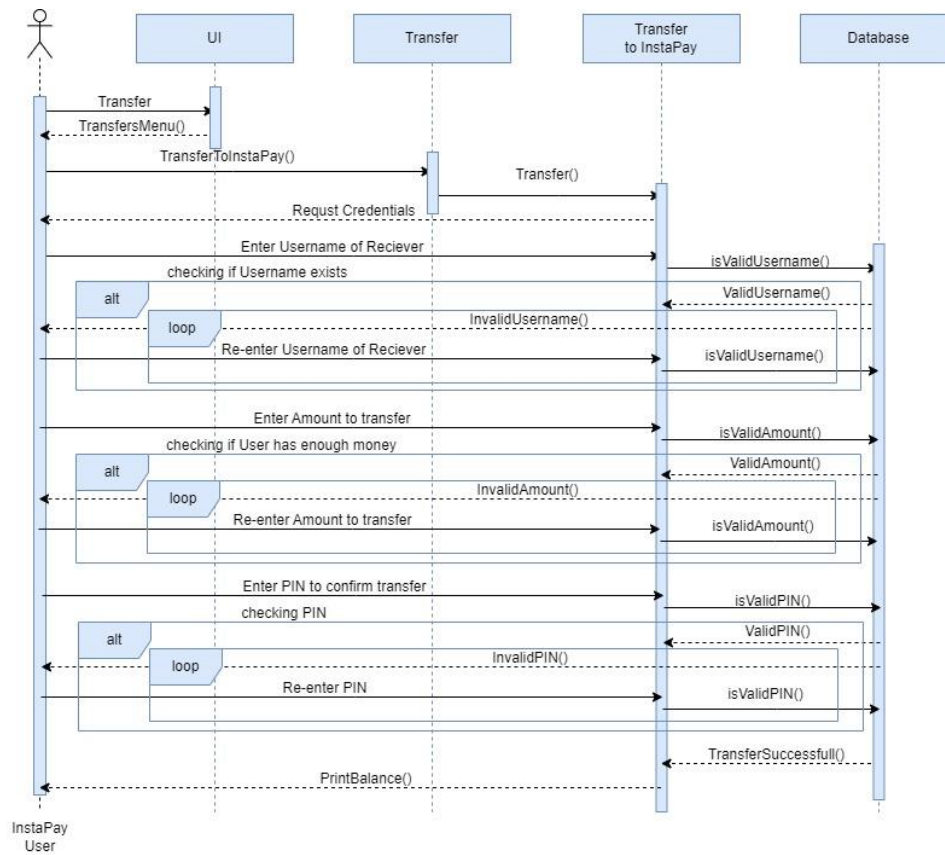 UI
Transfer
Transfer
to InstaPay
Database
Transfer
TransfersMenu()
TransferToInstaPay()
Transfer()
Requst Credentials
Enter Username of Reciever
isValidUsername()
checking if Username exists
alt
ValidUsername()
loop
InvalidUsername()
Re-enter Username of Reciever
isValidUsername()
Enter Amount to transfer
isValidAmount()
checking if User has enough money
alt
ValidAmount()
loop
InvalidAmount()
Re-enter Amount to transfer
isValidAmount()
Enter PIN to confirm transfer
isValidPIN()
checking PIN
alt
ValidPIN()
loop
InvalidPIN()
Re-enter PIN
isValidPIN()
TransferSuccessfull()
PrintBalance()
InstaPay
User